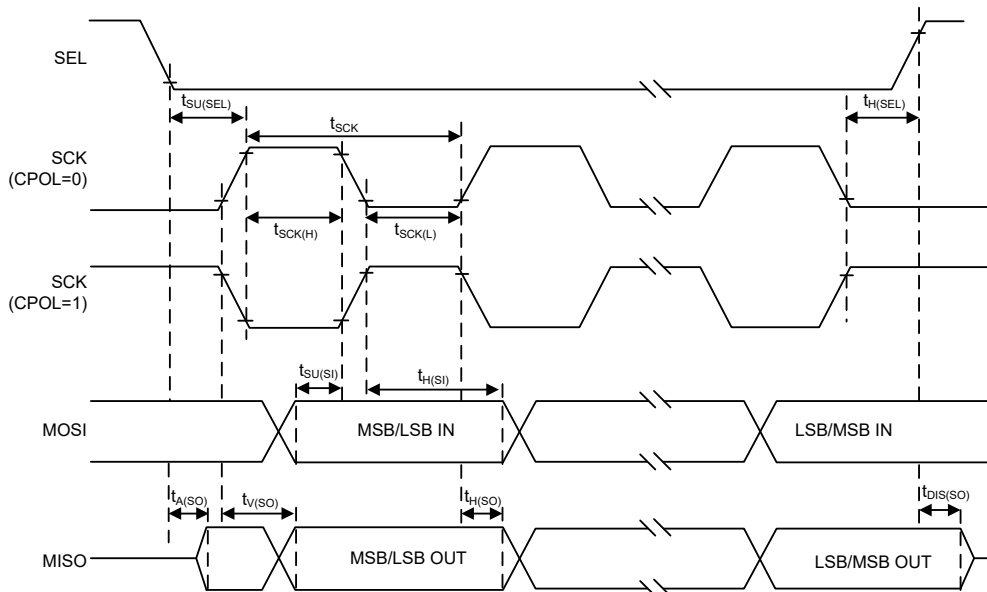 SEL
tSU(SEL)
tSCK
tH(SEL)
SCK
(CPOL=0)
tSCK(H)
tSCK(L)
SCK
(CPOL=1)
tSU(SI)
tH(SI)
MOSI
MSB/LSB IN
LSB/MSB IN
tA(SO)
tV(SO)
tH(SO)
tDIS(SO)
MISO
MSB/LSB OUT
LSB/MSB OUT